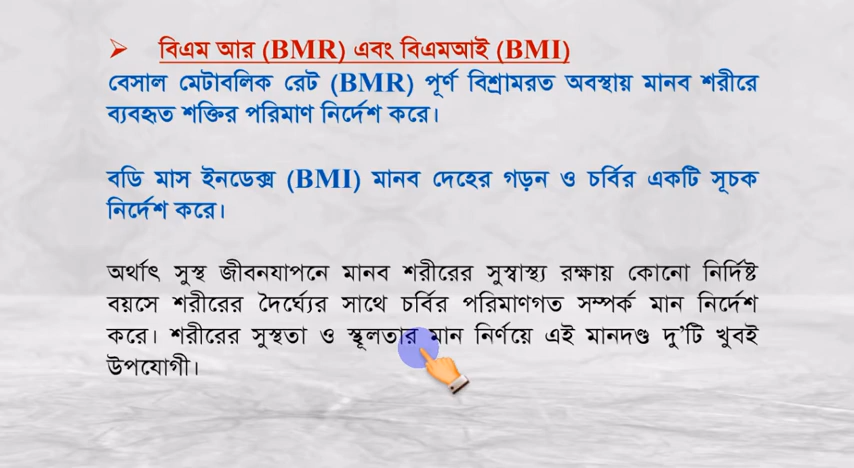 ➢ বিএম আর (BMR) এবং বিএমআই (BMI)
বেসাল মেটাবলিক রেট (BMR) পূর্ণ বিশ্রামরত অবস্থায় মানব শরীরে
ব্যবহৃত শক্তির পরিমাণ নির্দেশ করে।
বডি মাস ইনডেক্স (BMI) মানব দেহের গড়ন ও চর্বির একটি সূচক
নির্দেশ করে।
অর্থাৎ সুস্থ জীবনযাপনে মানব শরীরের সুস্বাস্থ্য রক্ষায় কোনো নির্দিষ্ট
বয়সে শরীরের দৈর্ঘ্যের সাথে চর্বির পরিমাণগত সম্পর্ক মান নির্দেশ
করে। শরীরের সুস্থতা ও স্থূলতার মান নির্ণয়ে এই মানদণ্ড দু’টি খুবই
উপযোগী।